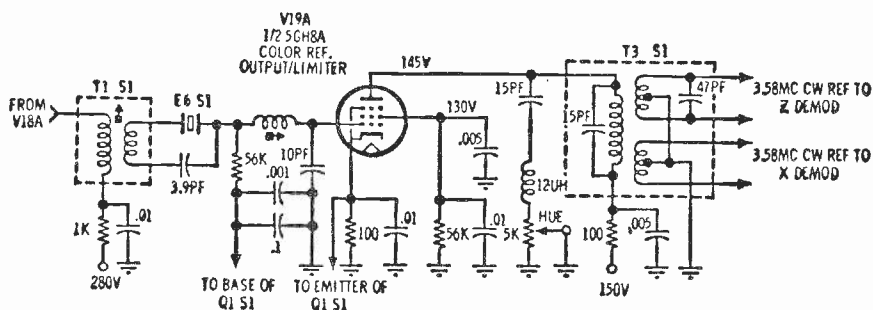 V19A
1/2 5GH8A
COLOR REF.
OUTPUT/LIMITER
145V
T3 S1
T1 S1
E6 S1
FROM
V18A
15PF
15PF
47PF
3.58MC CW REF TO
Z DEMOD
130V
.005
3.58MC CW REF TO
X DEMOD
56K
10PF
.001
3.9PF
12UH
1K
.01
.1
100
.01
56K
.01
5K
HUE
100
.005
280V
TO BASE OF
Q1 S1
TO EMITTER OF
Q1 S1
150V